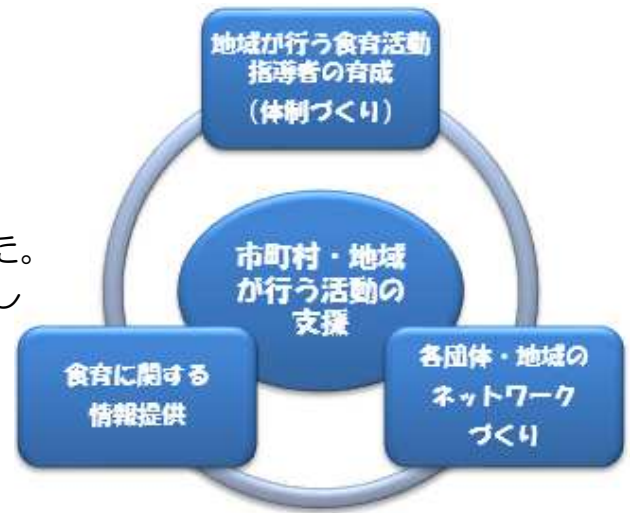 地域が行う食育活動
指導者の育成
（体制づくり）
た。
し
市町村・地域
が行う活動の
支援
食育に関する
情報提供
各団体・地域の
ネットワーク
づくり